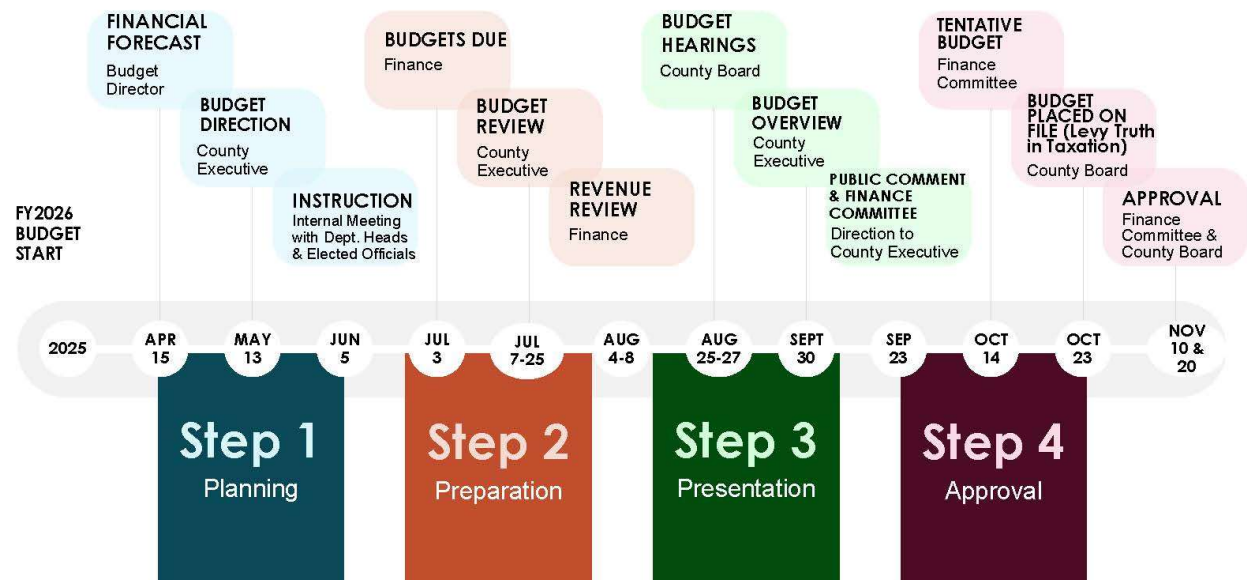 FINANCIAL
FORECAST
Budget
Director
BUDGET
DIRECTION
County
Executive
INSTRUCTION
Internal Meeting
with Dept. Heads
& Elected Officials
BUDGETS DUE
Finance
BUDGET
REVIEW
County
Executive
REVENUE
REVIEW
Finance
BUDGET
HEARINGS
County Board
BUDGET
OVERVIEW
County
Executive
PUBLIC COMMENT
& FINANCE
COMMITTEE
Direction to
County Executive
TENTATIVE
BUDGET
Finance
Committee
BUDGET
PLACED ON
FILE (Levy Truth
in Taxation)
County Board
APPROVAL
Finance
Committee &
County Board
FY2026
BUDGET
START
2025
APR
15
MAY
13
JUN
5
JUL
3
JUL
7-25
AUG
4-8
AUG
25-27
SEPT
30
SEP
23
OCT
14
OCT
23
NOV
10 &
20
Step 1
Planning
Step 2
Preparation
Step 3
Presentation
Step 4
Approval